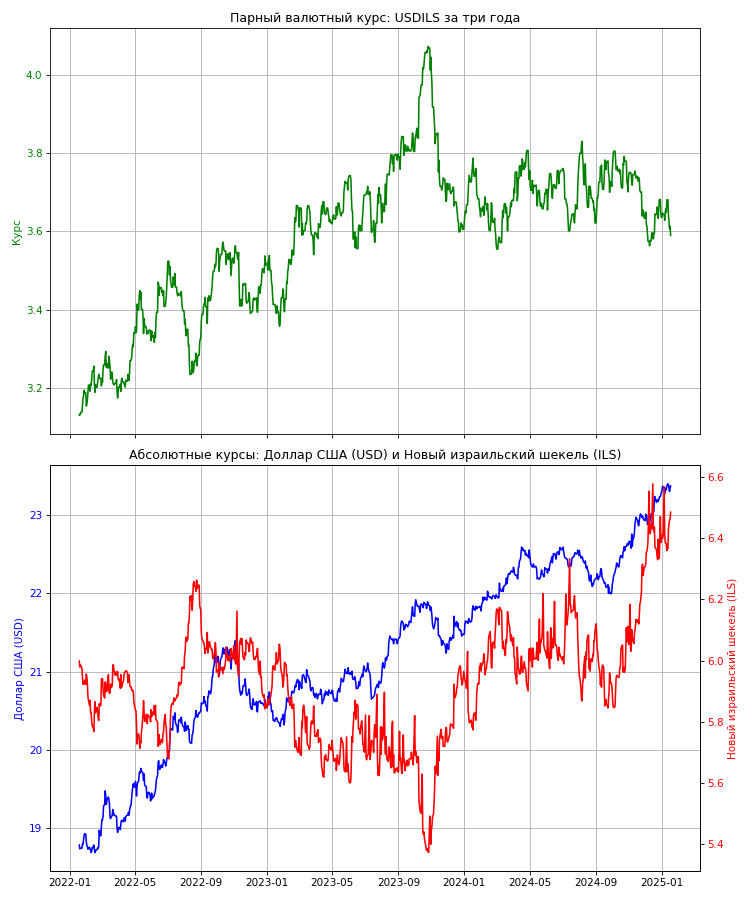 Парный валютный курс: USDILS за три года
4.0
3.8
3.6
3.4
3.2
Курс
Абсолютные курсы: Доллар США (USD) и Новый израильский шекель (ILS)
23
22
21
20
19
Доллар США (USD)
6.6
6.4
6.2
6.0
5.8
5.6
5.4
Новый израильский шекель (ILS)
2022-01 2022-05 2022-09 2023-01 2023-05 2023-09 2024-01 2024-05 2024-09 2025-01